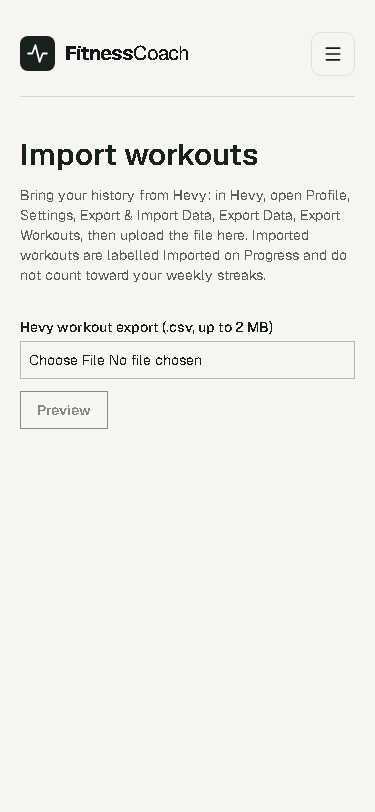 FitnessCoach
Import workouts
Bring your history from Hevy: in Hevy, open Profile,
Settings, Export & Import Data, Export Data, Export
Workouts, then upload the file here. Imported
workouts are labelled Imported on Progress and do
not count toward your weekly streaks.
Hevy workout export (.csv, up to 2 MB)
Choose File No file chosen
Preview